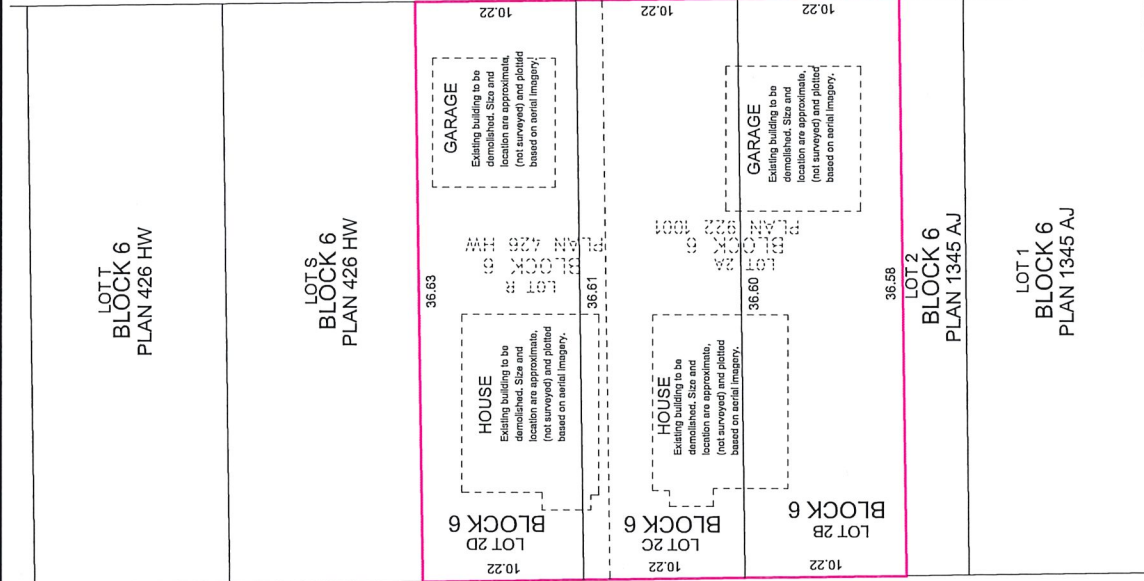 10.22
10.22
10.22
LOT T
BLOCK 6
PLAN 426 HW
LOT S
BLOCK 6
PLAN 426 HW
36.63
GARAGE
Existing building to be
demolished. Size and
location are approximate,
(not surveyed) and plotted
based on aerial imagery.
LOT R
BLOCK 6
PLAN 426 HW
36.61
HOUSE
Existing building to be
demolished. Size and
location are approximate,
(not surveyed) and plotted
based on aerial imagery.
LOT 2D
BLOCK 6
10.22
GARAGE
Existing building to be
demolished. Size and
location are approximate,
(not surveyed) and plotted
based on aerial imagery.
LOT 2A
BLOCK 6
PLAN 922 1001
36.60
HOUSE
Existing building to be
demolished. Size and
location are approximate,
(not surveyed) and plotted
based on aerial imagery.
LOT 2C
BLOCK 6
10.22
LOT 2B
BLOCK 6
10.22
36.58
LOT 2
BLOCK 6
PLAN 1345 AJ
LOT 1
BLOCK 6
PLAN 1345 AJ